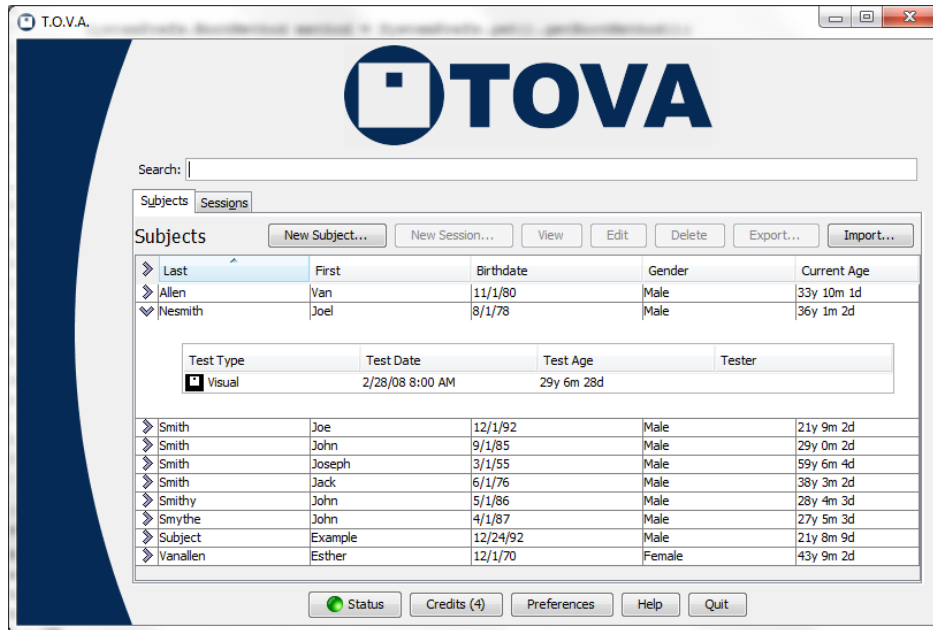 T.O.V.A.
TOVA
Search:
Subjects Sessions
Subjects New Subject... New Session... View Edit Delete Export... Import...
Last First Birthdate Gender Current Age
Allen Van 11/1/80 Male 33y 10m 1d
Nesmith Joel 8/1/78 Male 36y 1m 2d
Test Type Test Date Test Age Tester
Visual 2/28/08 8:00 AM 29y 6m 28d
Smith Joe 12/1/92 Male 21y 9m 2d
Smith John 9/1/85 Male 29y 0m 2d
Smith Joseph 3/1/55 Male 59y 6m 4d
Smith Jack 6/1/76 Male 38y 3m 2d
Smithy John 5/1/86 Male 28y 4m 3d
Smythe John 4/1/87 Male 27y 5m 3d
Subject Example 12/24/92 Male 21y 8m 9d
Vanallen Esther 12/1/70 Female 43y 9m 2d
Status Credits (4) Preferences Help Quit